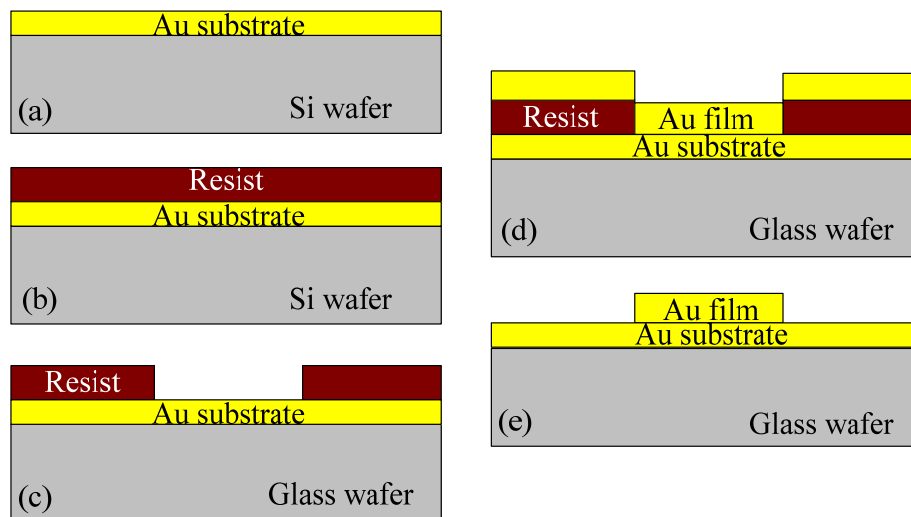 Au substrate
Si wafer
(a)
Resist
Au substrate
Si wafer
(b)
Resist
Au substrate
Glass wafer
(c)
Resist
Au film
Au substrate
Glass wafer
(d)
Au film
Au substrate
Glass wafer
(e)